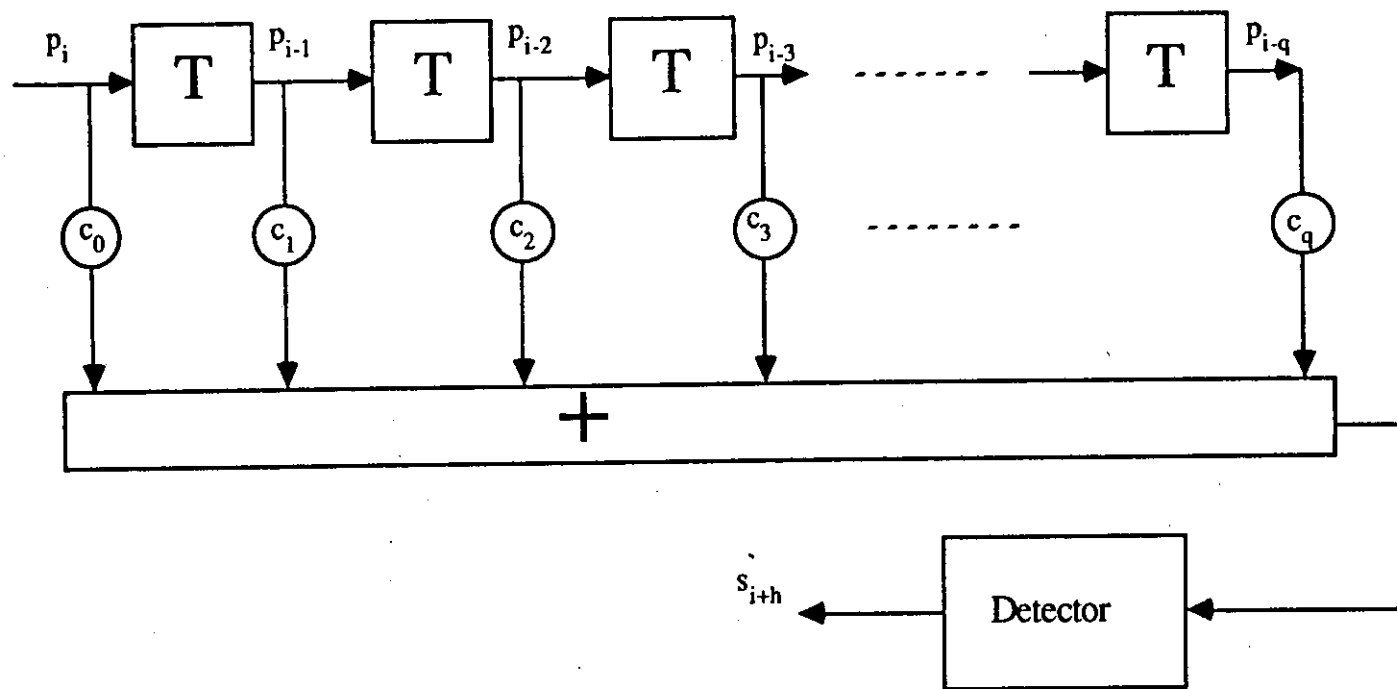 p_i T p_{i-1} T p_{i-2} T p_{i-3} - - - - - - - T p_{i-q}
c_0 c_1 c_2 c_3 - - - - - - - - c_q
+
s_{i+h} Detector